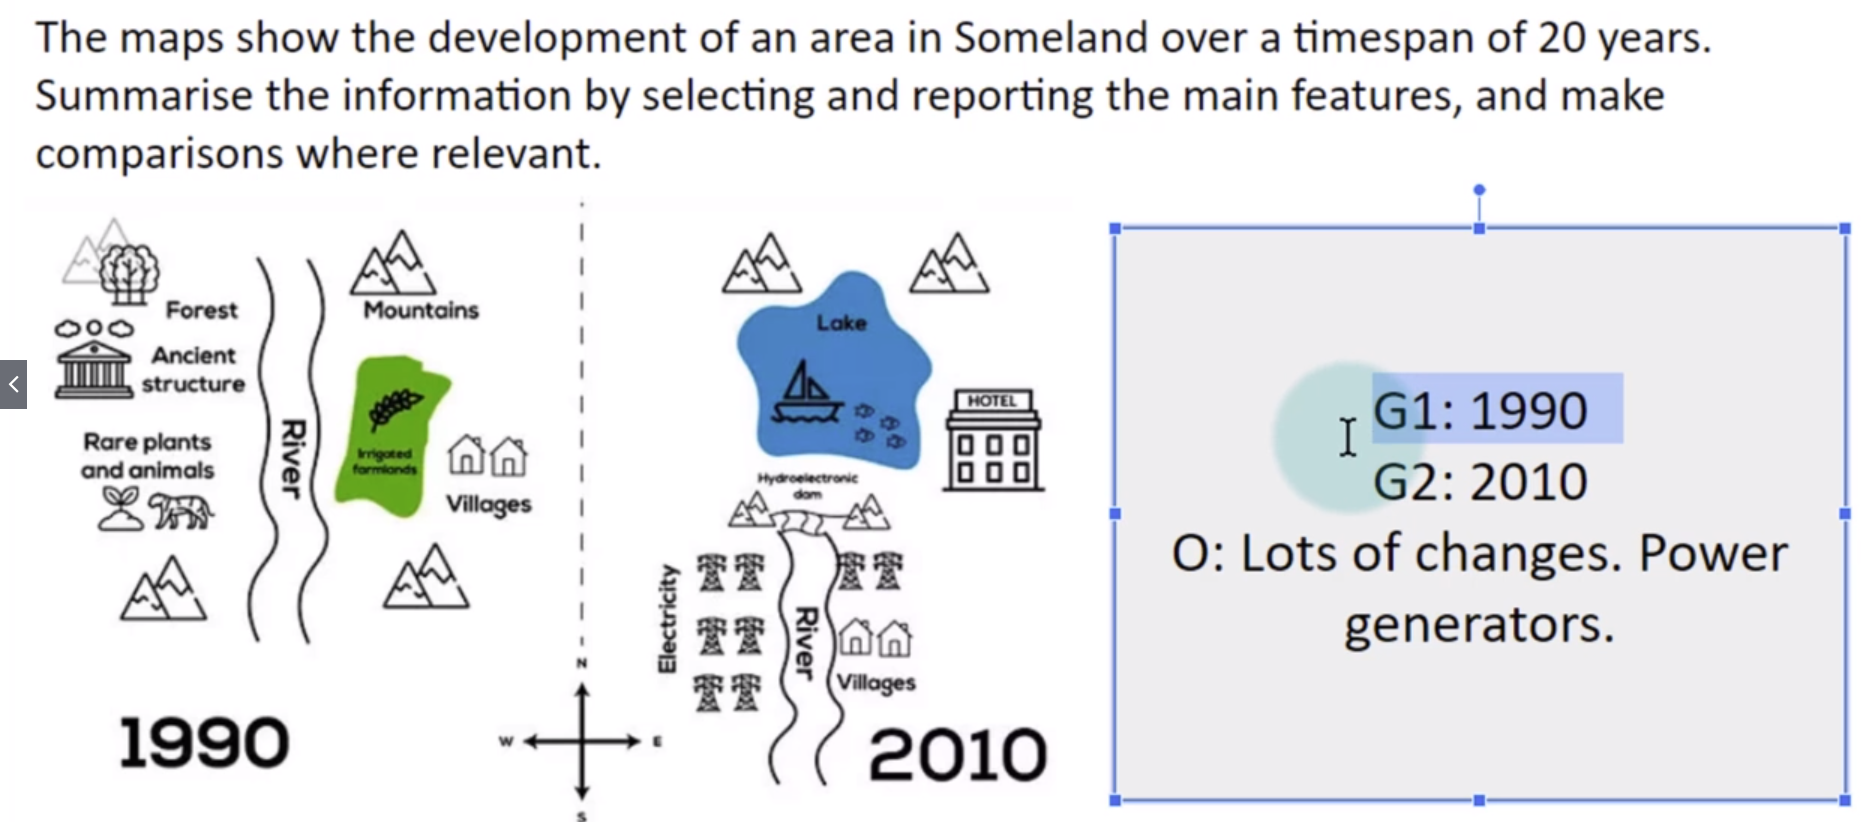 The maps show the development of an area in Someland over a timespan of 20 years.
Summarise the information by selecting and reporting the main features, and make
comparisons where relevant.
Forest
Ancient
structure
Rare plants
and animals
River
Mountains
Irrigated
farmlands
Villages
1990
N
W
E
S
Lake
HOTEL
Hydroelectronic
dam
Electricity
River
Villages
2010
G1: 1990
G2: 2010
O: Lots of changes. Power
generators.